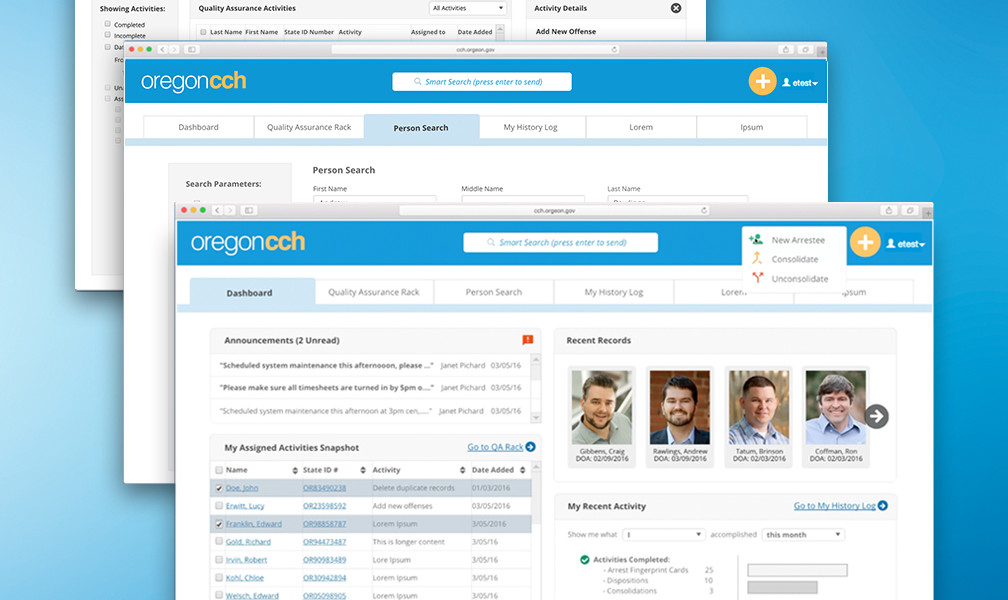 Showing Activities:
Completed
Incomplete
Quality Assurance Activities
All Activities
Last Name First Name State ID Number Activity Assigned to Date Added
Activity Details
Add New Offense
cch.orgeon.gov
oregoncch
Smart Search (press enter to send)
etest
Dashboard Quality Assurance Rack Person Search My History Log Lorem Ipsum
Search Parameters:
Person Search
First Name Middle Name Last Name
cch.orgeon.gov
oregoncch
Smart Search (press enter to send)
New Arrestee
Consolidate
Unconsolidate
etest
Dashboard Quality Assurance Rack Person Search My History Log
Announcements (2 Unread)
"Scheduled system maintenance this afternooon, please ..." Janet Pichard 03/05/16
"Please make sure all timesheets are turned in by 5pm o...." Janet Pichard 03/05/16
"Scheduled system maintenance this afternoon at 3pm cen,....." Janet Pichard 03/05/16
My Assigned Activities Snapshot Go to QA Rack
Name State ID # Activity Date Added
Doe, John OR83490238 Delete duplicate records 01/03/2016
Erwitt, Lucy OR23598592 Add new offenses 03/05/2016
Franklin, Edward OR98858787 Lorem Ipsum 3/05/2016
Gold, Richard OR94473487 This is longer content 3/05/16
Irvin, Robert OR90983489 Lore Ipsum 3/05/16
Kohl, Chloe OR30942894 Lorem Ipsum 3/05/16
Welsch, Edward OR05098905 Lorem Ipsum 3/05/16
Recent Records
Gibbens, Craig
DOA: 02/09/2016
Rawlings, Andrew
DOA: 03/09/2016
Tatum, Brinson
DOA: 02/03/2016
Coffman, Ron
DOA: 02/03/2016
My Recent Activity Go to My History Log
Show me what I accomplished this month
Activities Completed:
- Arrest Fingerprint Cards 25
- Dispositions 10
- Consolidations 3